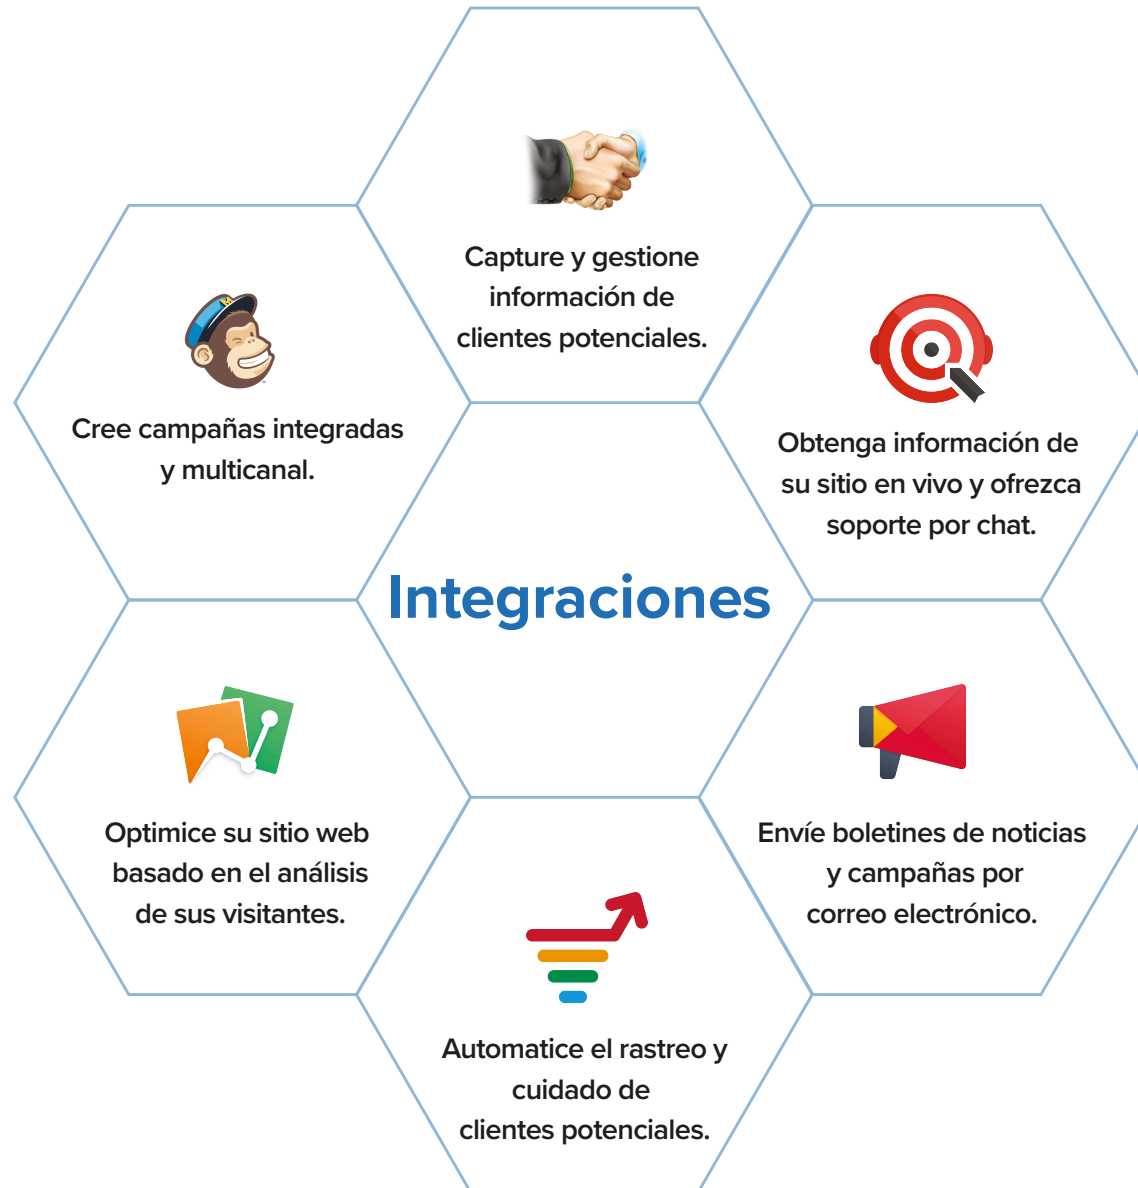 Capture y gestione
información de
clientes potenciales.
Cree campañas integradas
y multicanal.
Obtenga información de
su sitio en vivo y ofrezca
soporte por chat.
Integraciones
Optimice su sitio web
basado en el análisis
de sus visitantes.
Envíe boletines de noticias
y campañas por
correo electrónico.
Automatice el rastreo y
cuidado de
clientes potenciales.